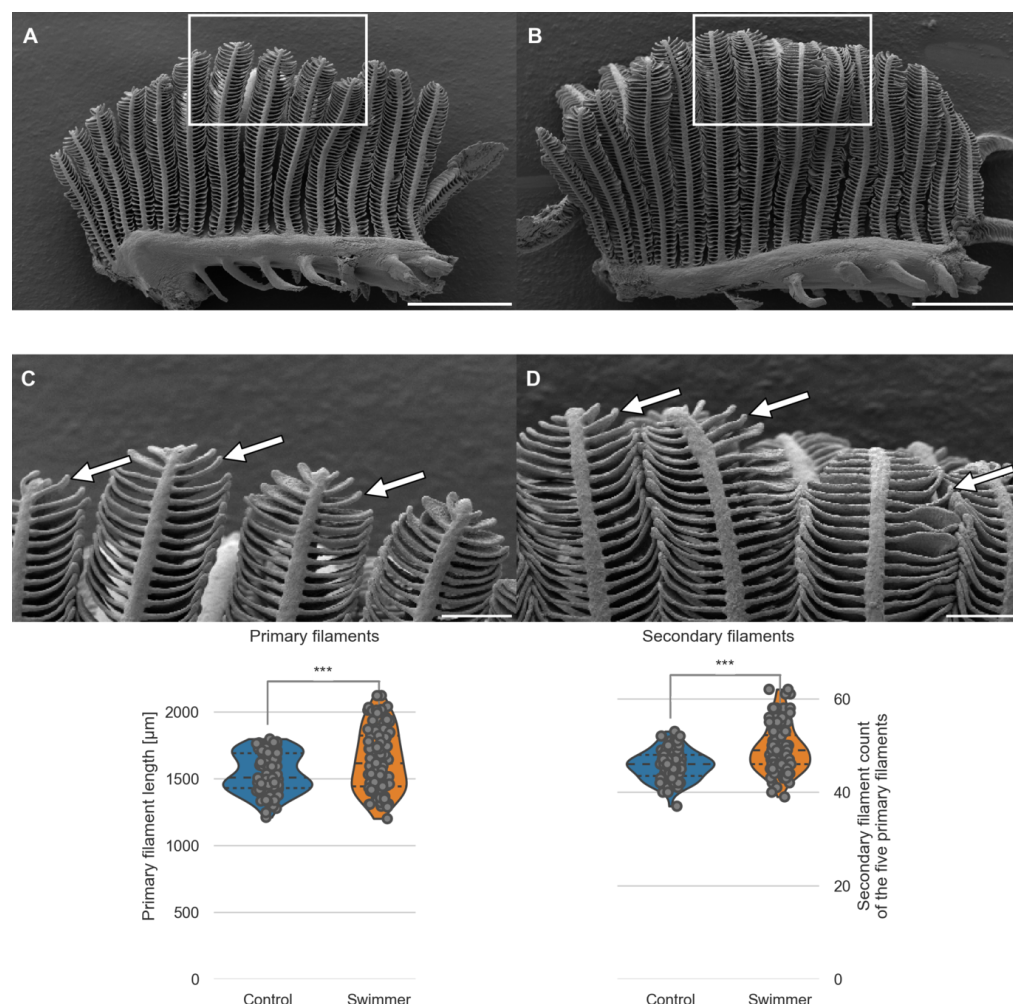 A
B
C
D
Primary filaments
Secondary filaments
***
***
2000
1500
1000
500
0
Primary filament length [µm]
60
40
20
0
Secondary filament count
of the five primary filaments
Control
Swimmer
Control
Swimmer